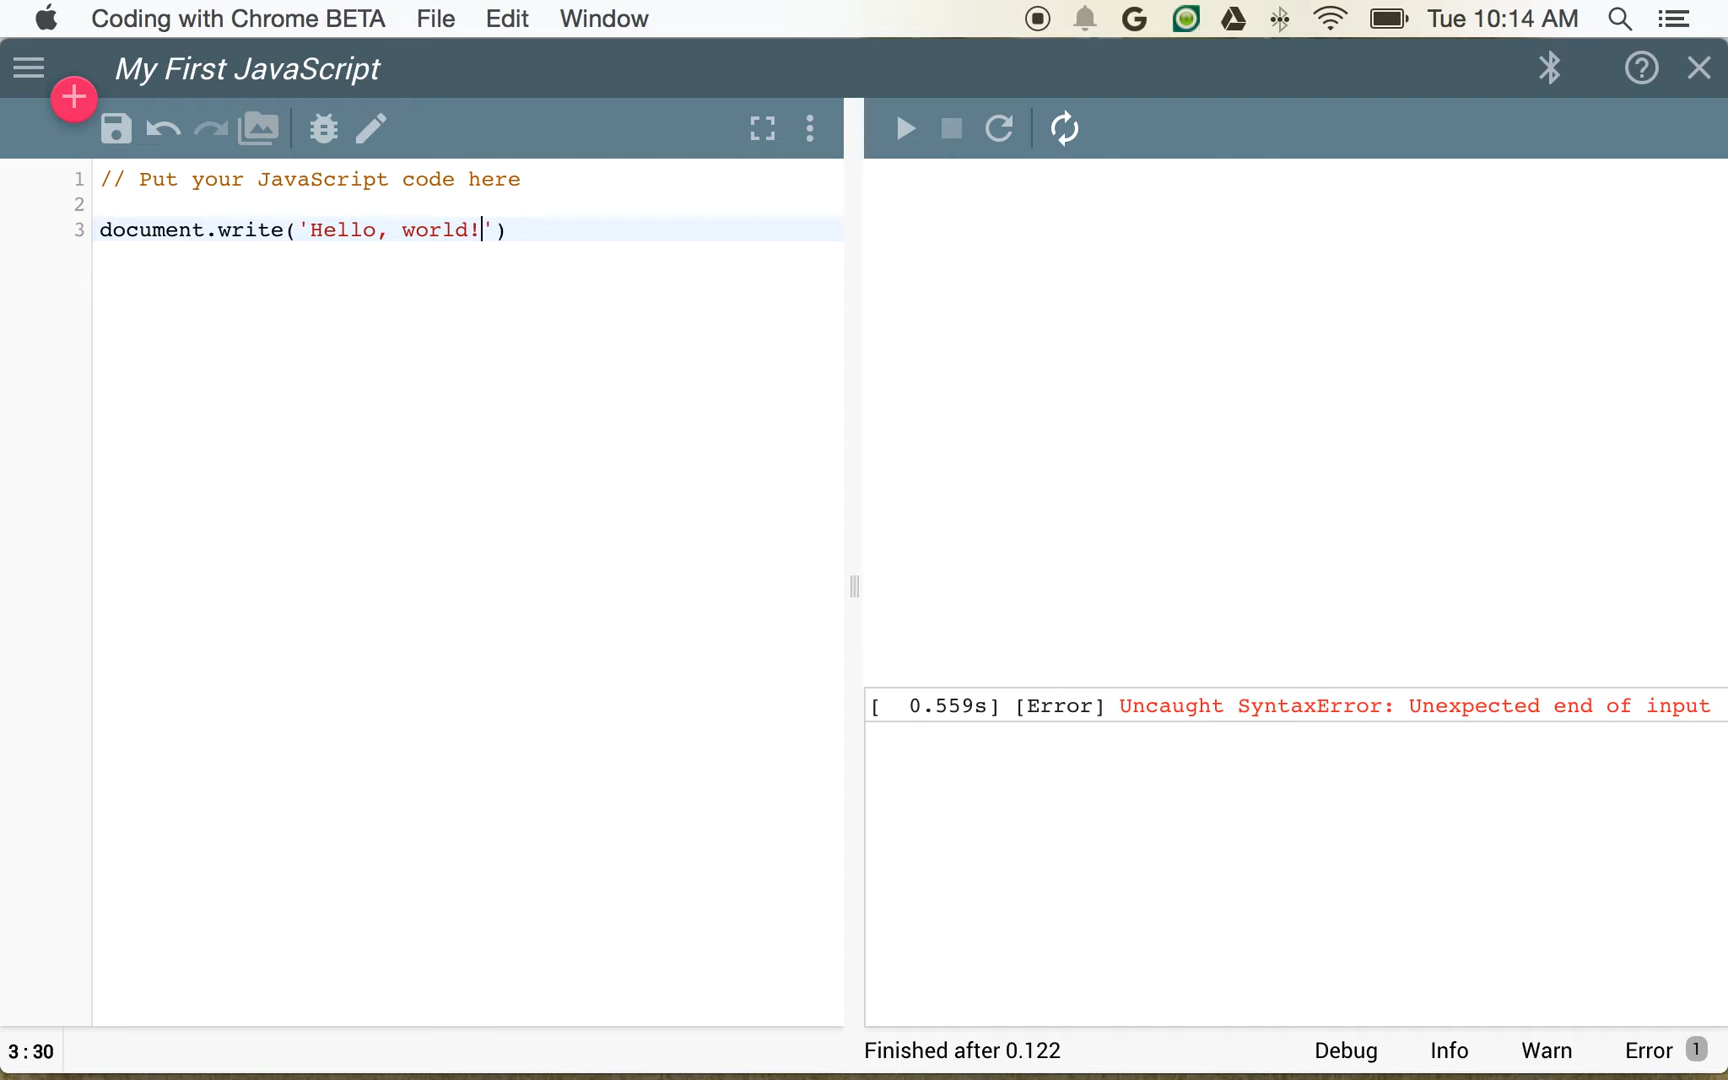 Coding with Chrome BETA File Edit Window G Tue 10:14 AM
My First JavaScript
1 // Put your JavaScript code here
2
3 document.write('Hello, world!')
[ 0.559s] [Error] Uncaught SyntaxError: Unexpected end of input
3:30 Finished after 0.122 Debug Info Warn Error 1